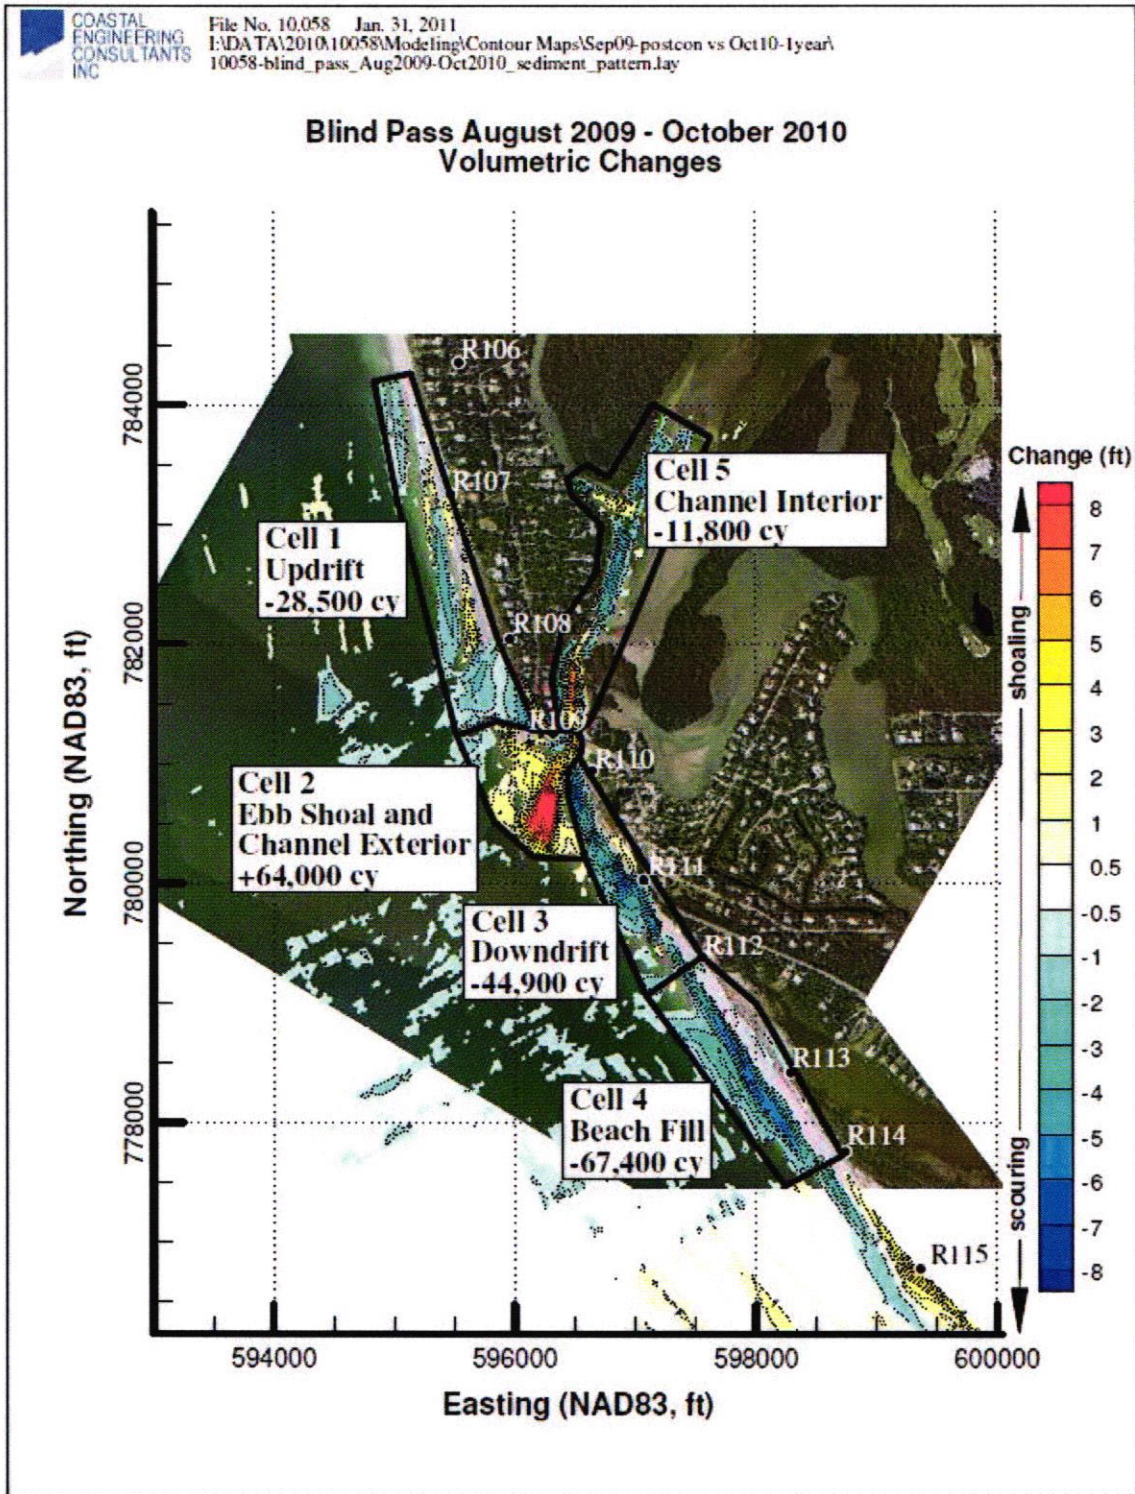 COASTAL
ENGINEERING
CONSULTANTS
INC
File No. 10.058 Jan. 31, 2011
I:\DATA\2010\10058\Modeling\Contour Maps\Sep09-postcon vs Oct10-1year\
10058-blind_pass_Aug2009-Oct2010_sediment_pattern.lay
Blind Pass August 2009 - October 2010
Volumetric Changes
R106
R107
R108
R109
R110
R111
R112
R113
R114
R115
Cell 1
Updrift
-28,500 cy
Cell 5
Channel Interior
-11,800 cy
Cell 2
Ebb Shoal and
Channel Exterior
+64,000 cy
Cell 3
Downdrift
-44,900 cy
Cell 4
Beach Fill
-67,400 cy
Change (ft)
8
7
6
5
4
3
2
1
0.5
-0.5
-1
-2
-3
-4
-5
-6
-7
-8
shoaling
scouring
784000
782000
780000
778000
Northing (NAD83, ft)
594000 596000 598000 600000
Easting (NAD83, ft)